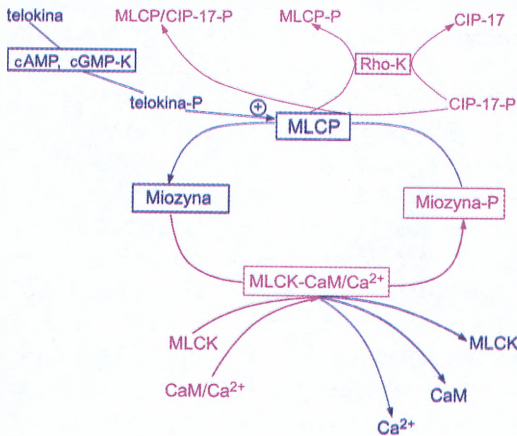 telokina
MLCP/CIP-17-P
MLCP-P
CIP-17
cAMP, cGMP-K
Rho-K
telokina-P
+
CIP-17-P
MLCP
Miozyna
Miozyna-P
MLCK-CaM/Ca²⁺
MLCK
MLCK
CaM/Ca²⁺
CaM
Ca²⁺